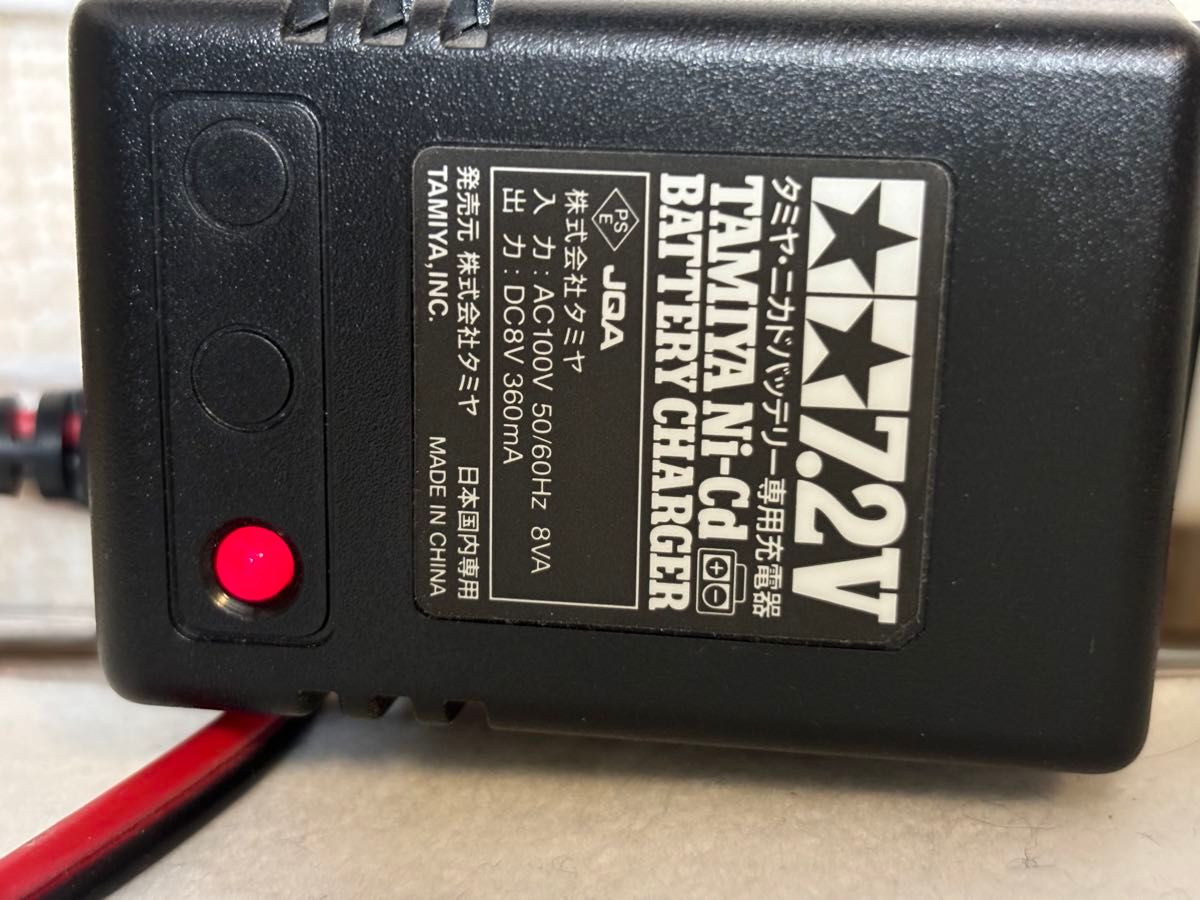 7.2V
タミヤ・ニカドバッテリー専用充電器
TAMIYA Ni-Cd
BATTERY CHARGER
PS
E
JQA
株式会社タミヤ
入 力 : AC100V 50/60Hz 8VA
出 力 : DC8V 360mA
発売元 株式会社タミヤ 日本国内専用
TAMIYA,INC. MADE IN CHINA